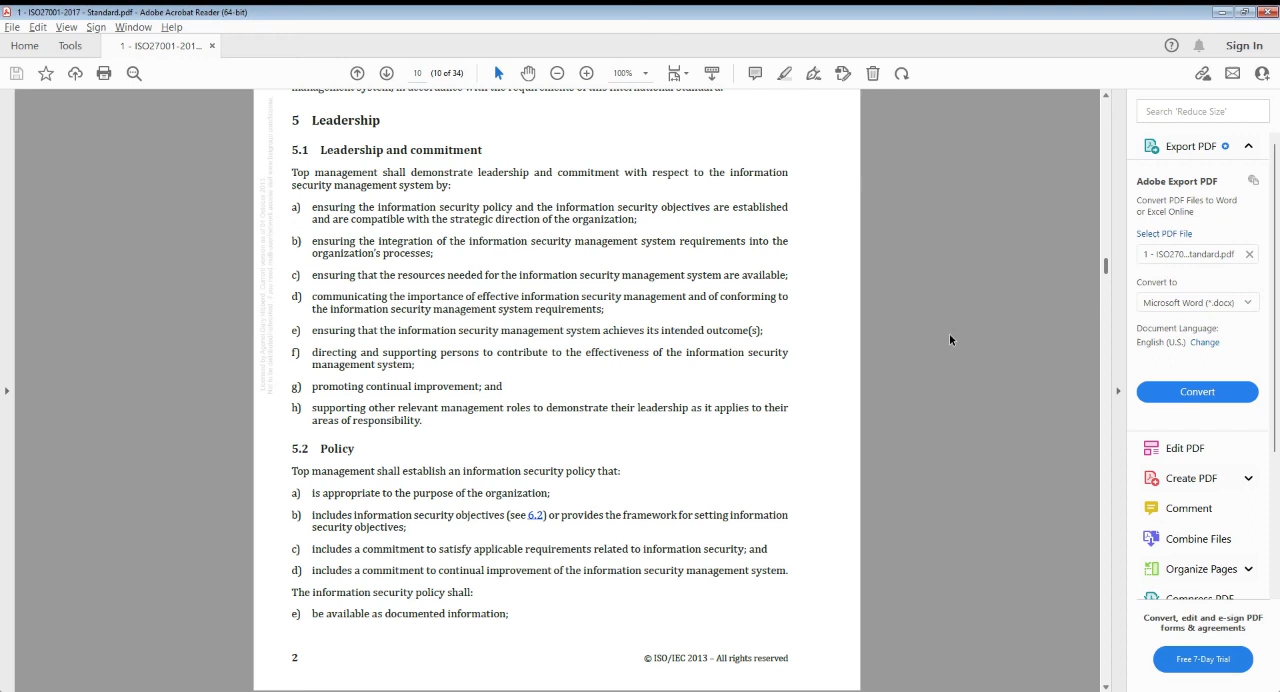 1 - ISO27001-2017 - Standard.pdf - Adobe Acrobat Reader (64-bit)
File Edit View Sign Window Help
Home Tools 1 - ISO27001-201... × Sign In
10 (10 of 34) 100%
management system, in accordance with the requirements of this International Standard.
5 Leadership
5.1 Leadership and commitment
Top management shall demonstrate leadership and commitment with respect to the information
security management system by:
a) ensuring the information security policy and the information security objectives are established
and are compatible with the strategic direction of the organization;
b) ensuring the integration of the information security management system requirements into the
organization's processes;
c) ensuring that the resources needed for the information security management system are available;
d) communicating the importance of effective information security management and of conforming to
the information security management system requirements;
e) ensuring that the information security management system achieves its intended outcome(s);
f) directing and supporting persons to contribute to the effectiveness of the information security
management system;
g) promoting continual improvement; and
h) supporting other relevant management roles to demonstrate their leadership as it applies to their
areas of responsibility.
5.2 Policy
Top management shall establish an information security policy that:
a) is appropriate to the purpose of the organization;
b) includes information security objectives (see 6.2) or provides the framework for setting information
security objectives;
c) includes a commitment to satisfy applicable requirements related to information security; and
d) includes a commitment to continual improvement of the information security management system.
The information security policy shall:
e) be available as documented information;
2 © ISO/IEC 2013 – All rights reserved
Search 'Reduce Size'
Export PDF
Adobe Export PDF
Convert PDF Files to Word
or Excel Online
Select PDF File
1 - ISO270...tandard.pdf ×
Convert to
Microsoft Word (*.docx)
Document Language:
English (U.S.) Change
Convert
Edit PDF
Create PDF
Comment
Combine Files
Organize Pages
Compress PDF
Convert, edit and e-sign PDF
forms & agreements
Free 7-Day Trial